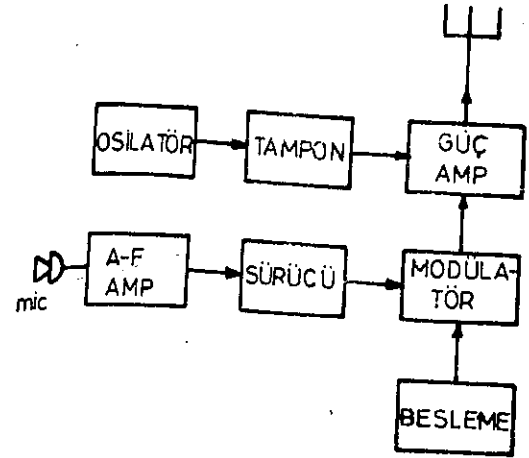 OSİLATÖR
TAMPON
GÜÇ
AMP
mic
A-F
AMP
SÜRÜCÜ
MODÜLA-
TÖR
BESLEME